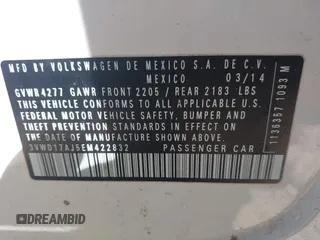 MFD BY VOLKSWAGEN DE MEXICO S.A. DE C.V.
MEXICO 03/14
GVWR4277 GAWR FRONT 2205 / REAR 2183 LBS
THIS VEHICLE CONFORMS TO ALL APPLICABLE U.S.
FEDERAL MOTOR VEHICLE SAFETY, BUMPER AND
THEFT PREVENTION STANDARDS IN EFFECT ON THE
DATE OF MANUFACTURE SHOWN ABOVE.
3VWD17AJ5EM422832 PASSENGER CAR
1136357 1093 M
DREAMBID